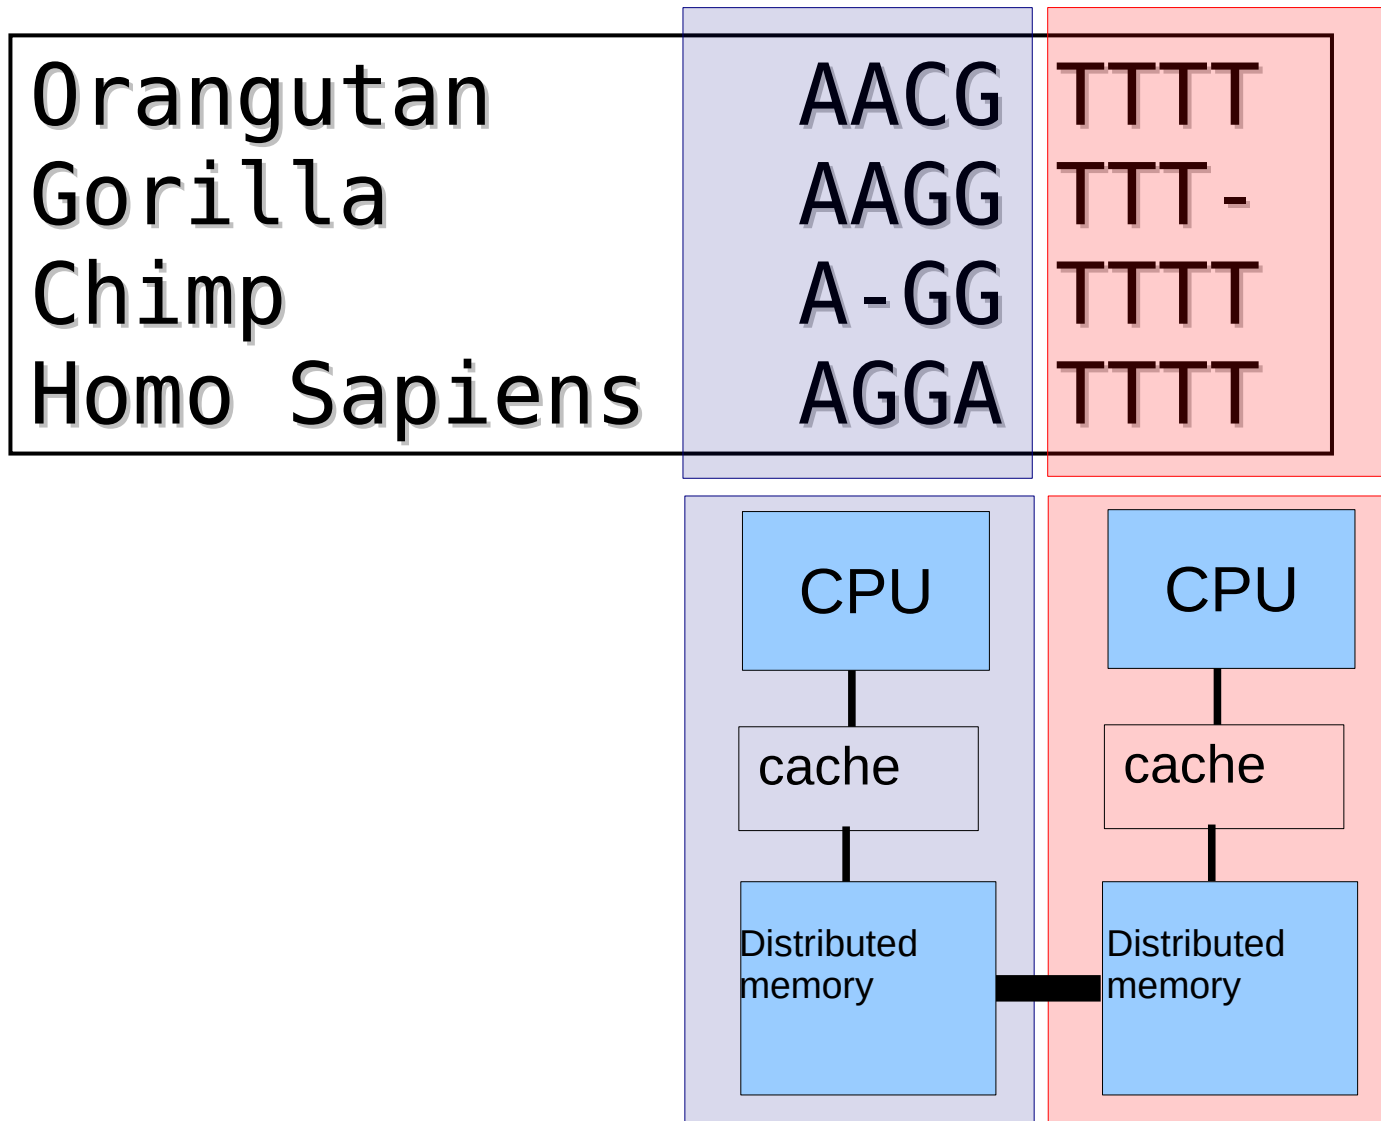 Orangutan AACG TTTT
Gorilla AAGG TTT-
Chimp A-GG TTTT
Homo Sapiens AGGA TTTT
CPU CPU
cache cache
Distributed Distributed
memory memory